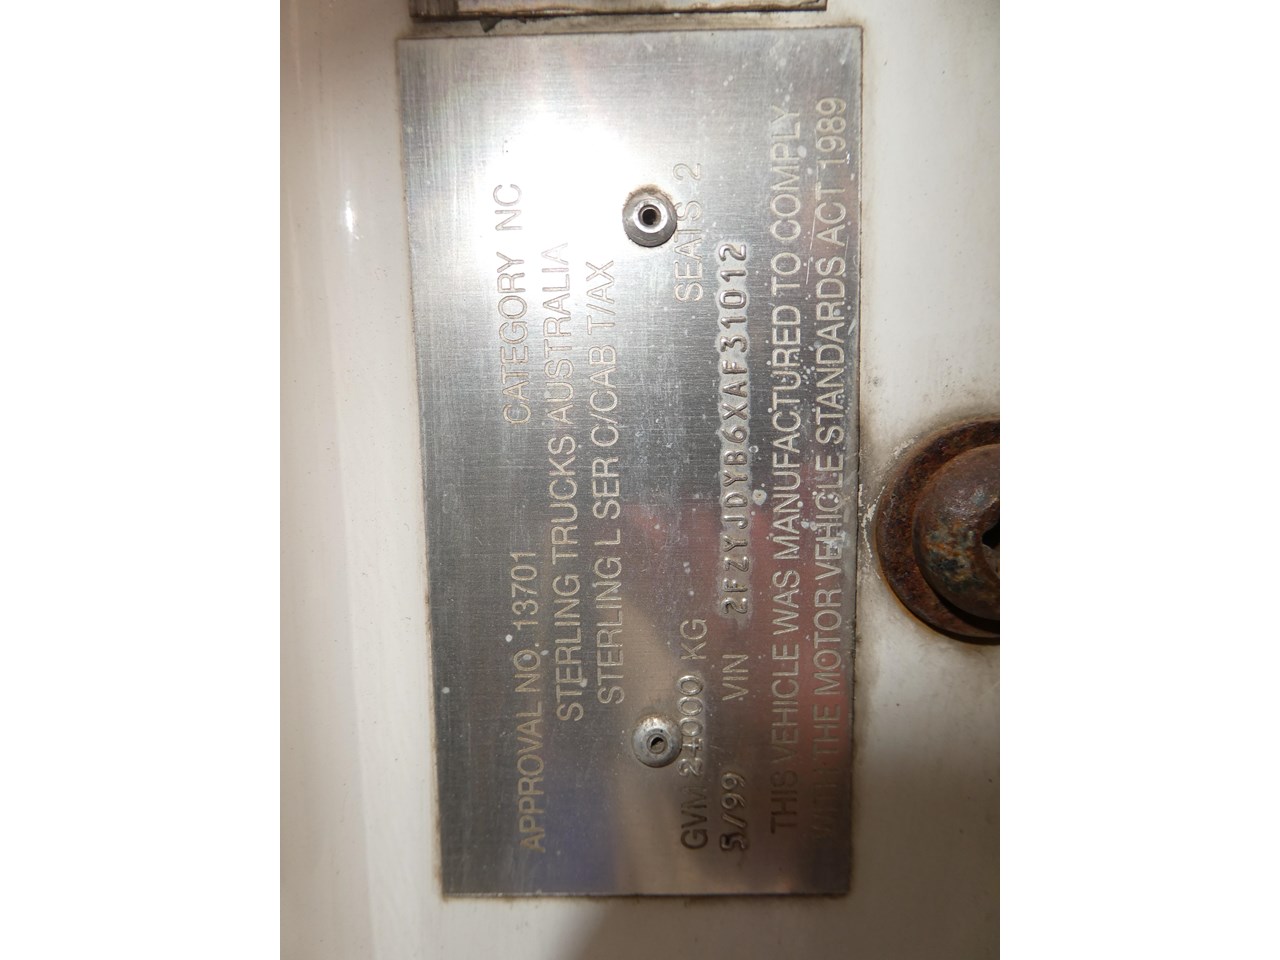 APPROVAL NO. 13701 CATEGORY NC
STERLING TRUCKS AUSTRALIA
STERLING L SER C/CAB T/AX
GVM 24000 KG SEATS 2
5/99 VIN 2FZYJDYB6XAF31012
THIS VEHICLE WAS MANUFACTURED TO COMPLY
WITH THE MOTOR VEHICLE STANDARDS ACT 1989